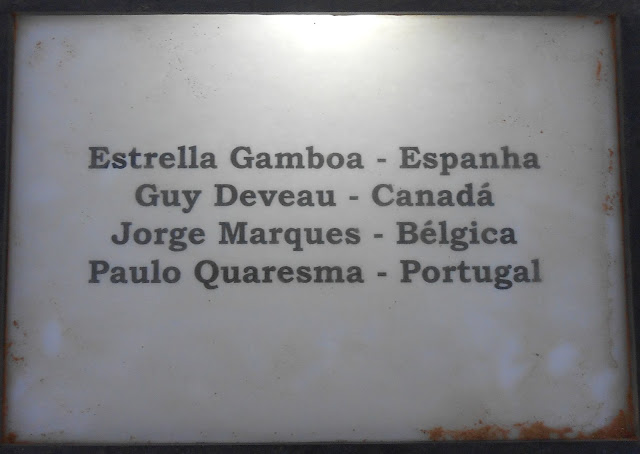 Estrella Gamboa - Espanha
Guy Deveau - Canadá
Jorge Marques - Bélgica
Paulo Quaresma - Portugal